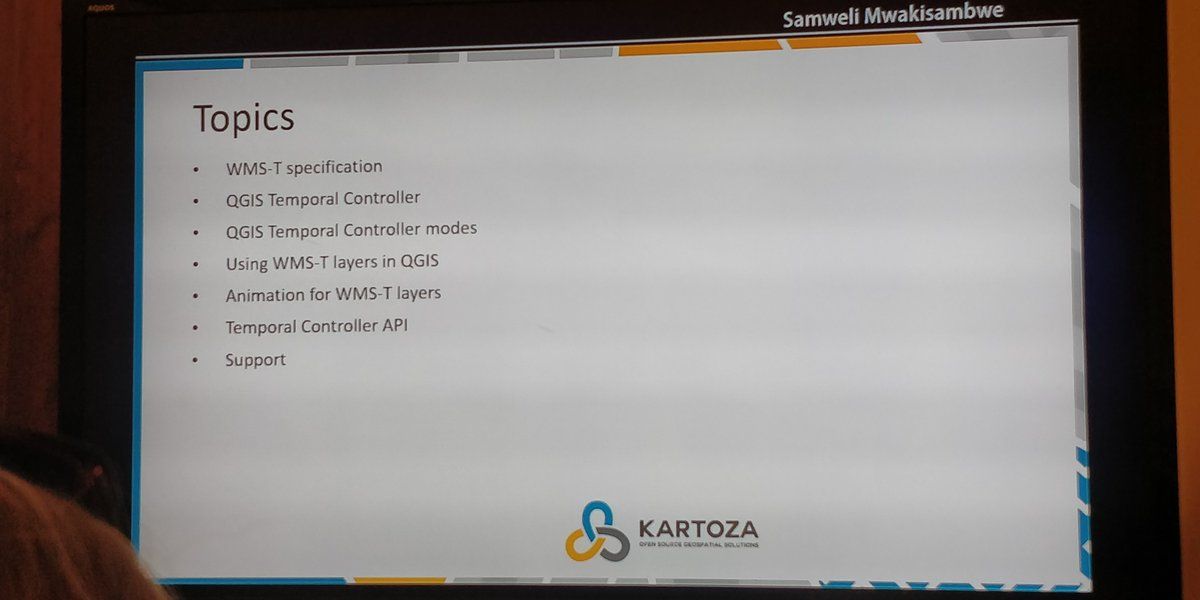 AQUOS
Samweli Mwakisambwe
Topics
• WMS-T specification
• QGIS Temporal Controller
• QGIS Temporal Controller modes
• Using WMS-T layers in QGIS
• Animation for WMS-T layers
• Temporal Controller API
• Support
KARTOZA
OPEN SOURCE GEOSPATIAL SOLUTIONS